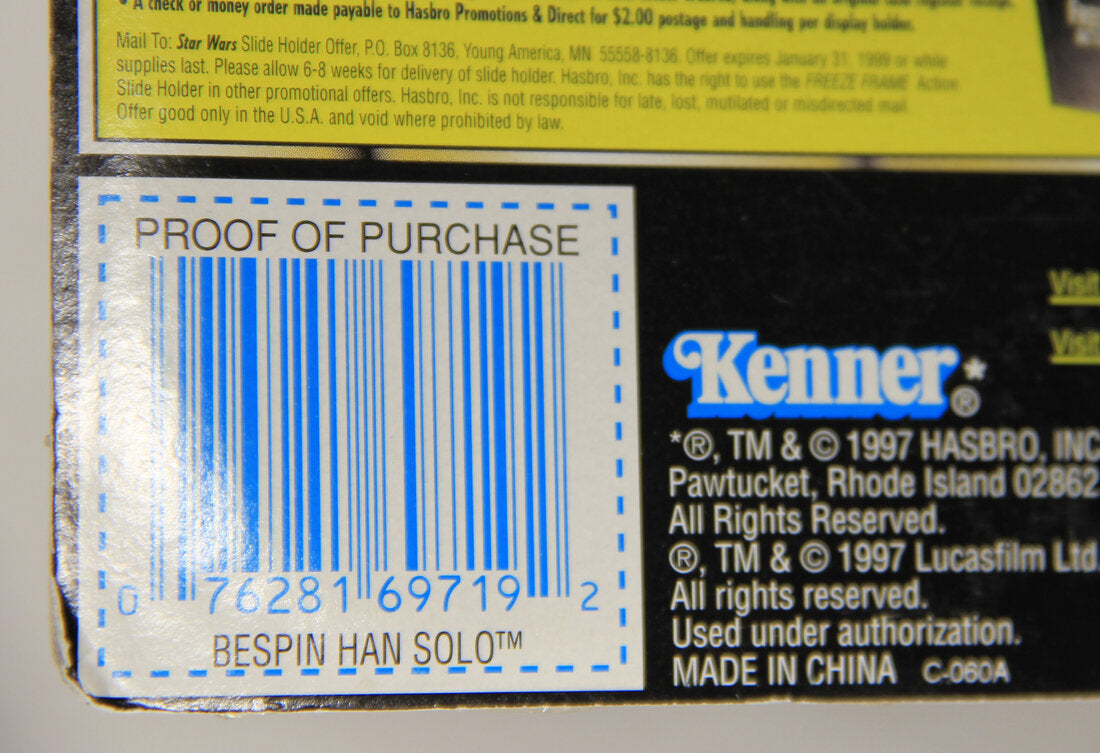 • A check or money order made payable to Hasbro Promotions & Direct for $2.00 postage and handling per display holder.
Mail To: Star Wars Slide Holder Offer, P.O. Box 8136, Young America, MN 55558-8136. Offer expires January 31, 1999 or while
supplies last. Please allow 6-8 weeks for delivery of slide holder. Hasbro, Inc. has the right to use the FREEZE FRAME Action
Slide Holder in other promotional offers. Hasbro, Inc. is not responsible for late, lost, mutilated or misdirected mail.
Offer good only in the U.S.A. and void where prohibited by law.
PROOF OF PURCHASE
0 76281 69719 2
BESPIN HAN SOLO™
Visit
Visit
Kenner*®
*®, TM & © 1997 HASBRO, INC
Pawtucket, Rhode Island 02862
All Rights Reserved.
®, TM & © 1997 Lucasfilm Ltd.
All rights reserved.
Used under authorization.
MADE IN CHINA C-060A